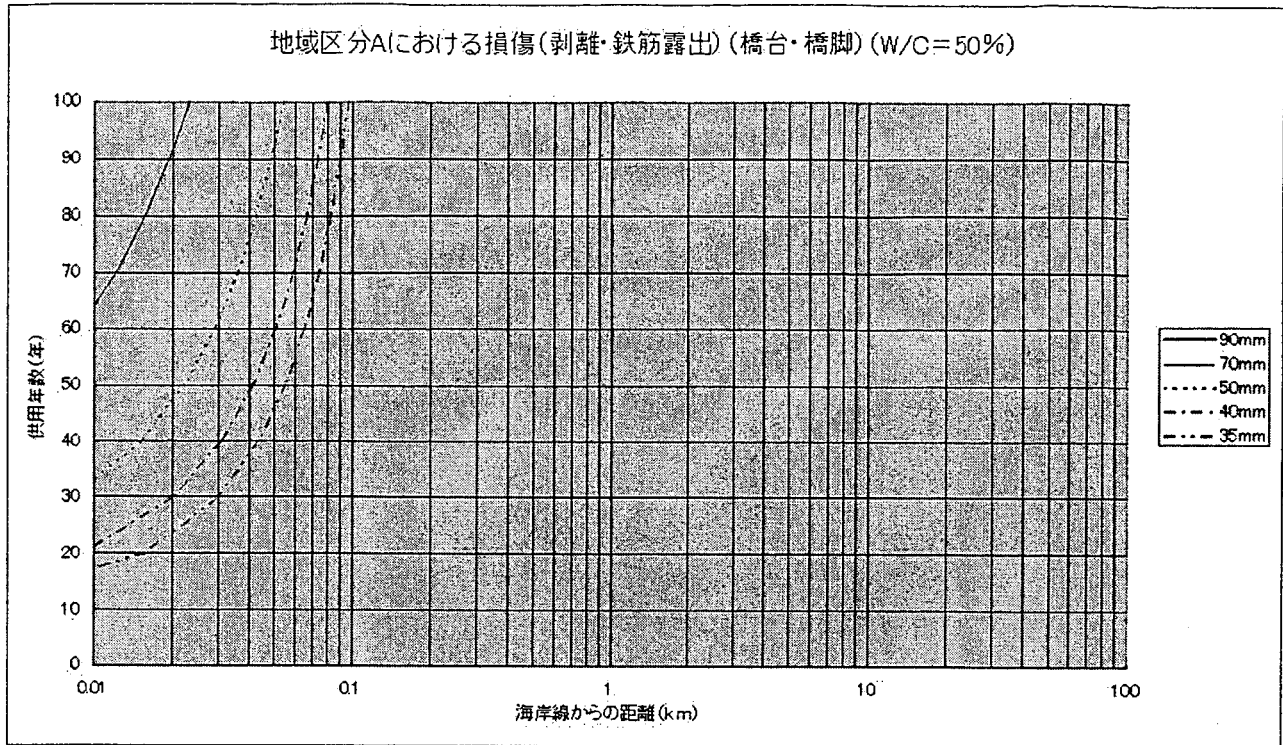 地域区分Aにおける損傷(剥離・鉄筋露出)(橋台・橋脚)(W/C=50%)
100
90
80
70
60
50
40
30
20
10
0
供用年数(年)
0.01
0.1
1
10
100
海岸線からの距離(km)
90mm
70mm
50mm
40mm
35mm